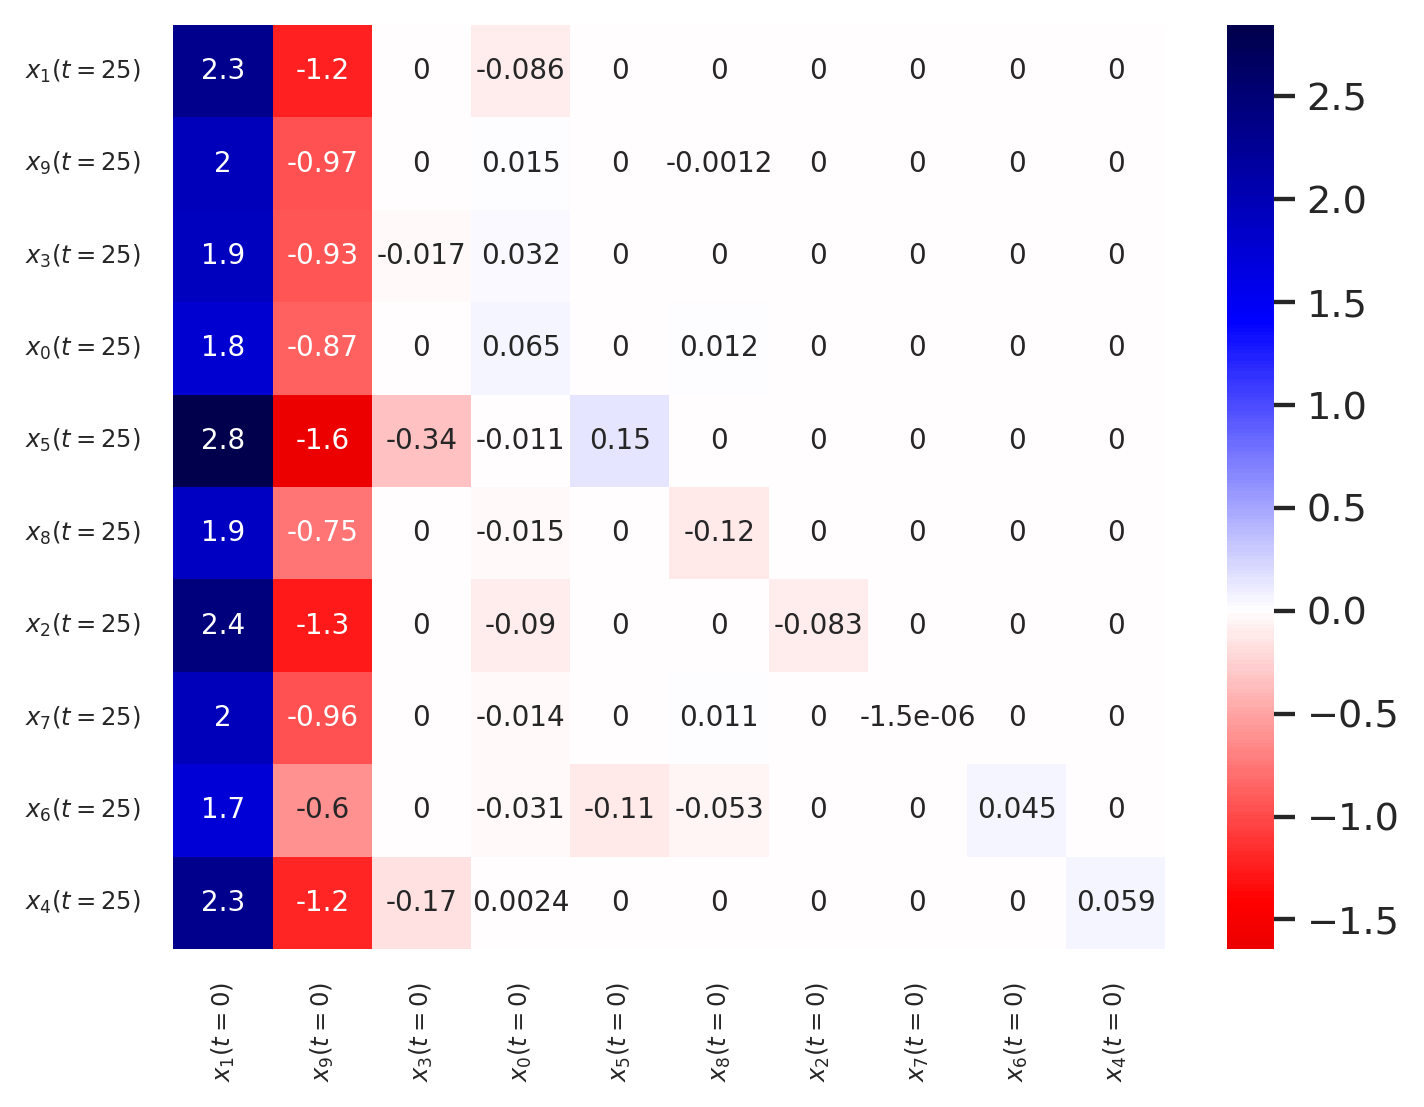 x₁(t = 25) 2.3 -1.2 0 -0.086 0 0 0 0 0 0
x₉(t = 25) 2 -0.97 0 0.015 0 -0.0012 0 0 0 0
x₃(t = 25) 1.9 -0.93 -0.017 0.032 0 0 0 0 0 0
x₀(t = 25) 1.8 -0.87 0 0.065 0 0.012 0 0 0 0
x₅(t = 25) 2.8 -1.6 -0.34 -0.011 0.15 0 0 0 0 0
x₈(t = 25) 1.9 -0.75 0 -0.015 0 -0.12 0 0 0 0
x₂(t = 25) 2.4 -1.3 0 -0.09 0 0 -0.083 0 0 0
x₇(t = 25) 2 -0.96 0 -0.014 0 0.011 0 -1.5e-06 0 0
x₆(t = 25) 1.7 -0.6 0 -0.031 -0.11 -0.053 0 0 0.045 0
x₄(t = 25) 2.3 -1.2 -0.17 0.0024 0 0 0 0 0 0.059
x₁(t = 0) x₉(t = 0) x₃(t = 0) x₀(t = 0) x₅(t = 0) x₈(t = 0) x₂(t = 0) x₇(t = 0) x₆(t = 0) x₄(t = 0)
2.5
2.0
1.5
1.0
0.5
0.0
−0.5
−1.0
−1.5